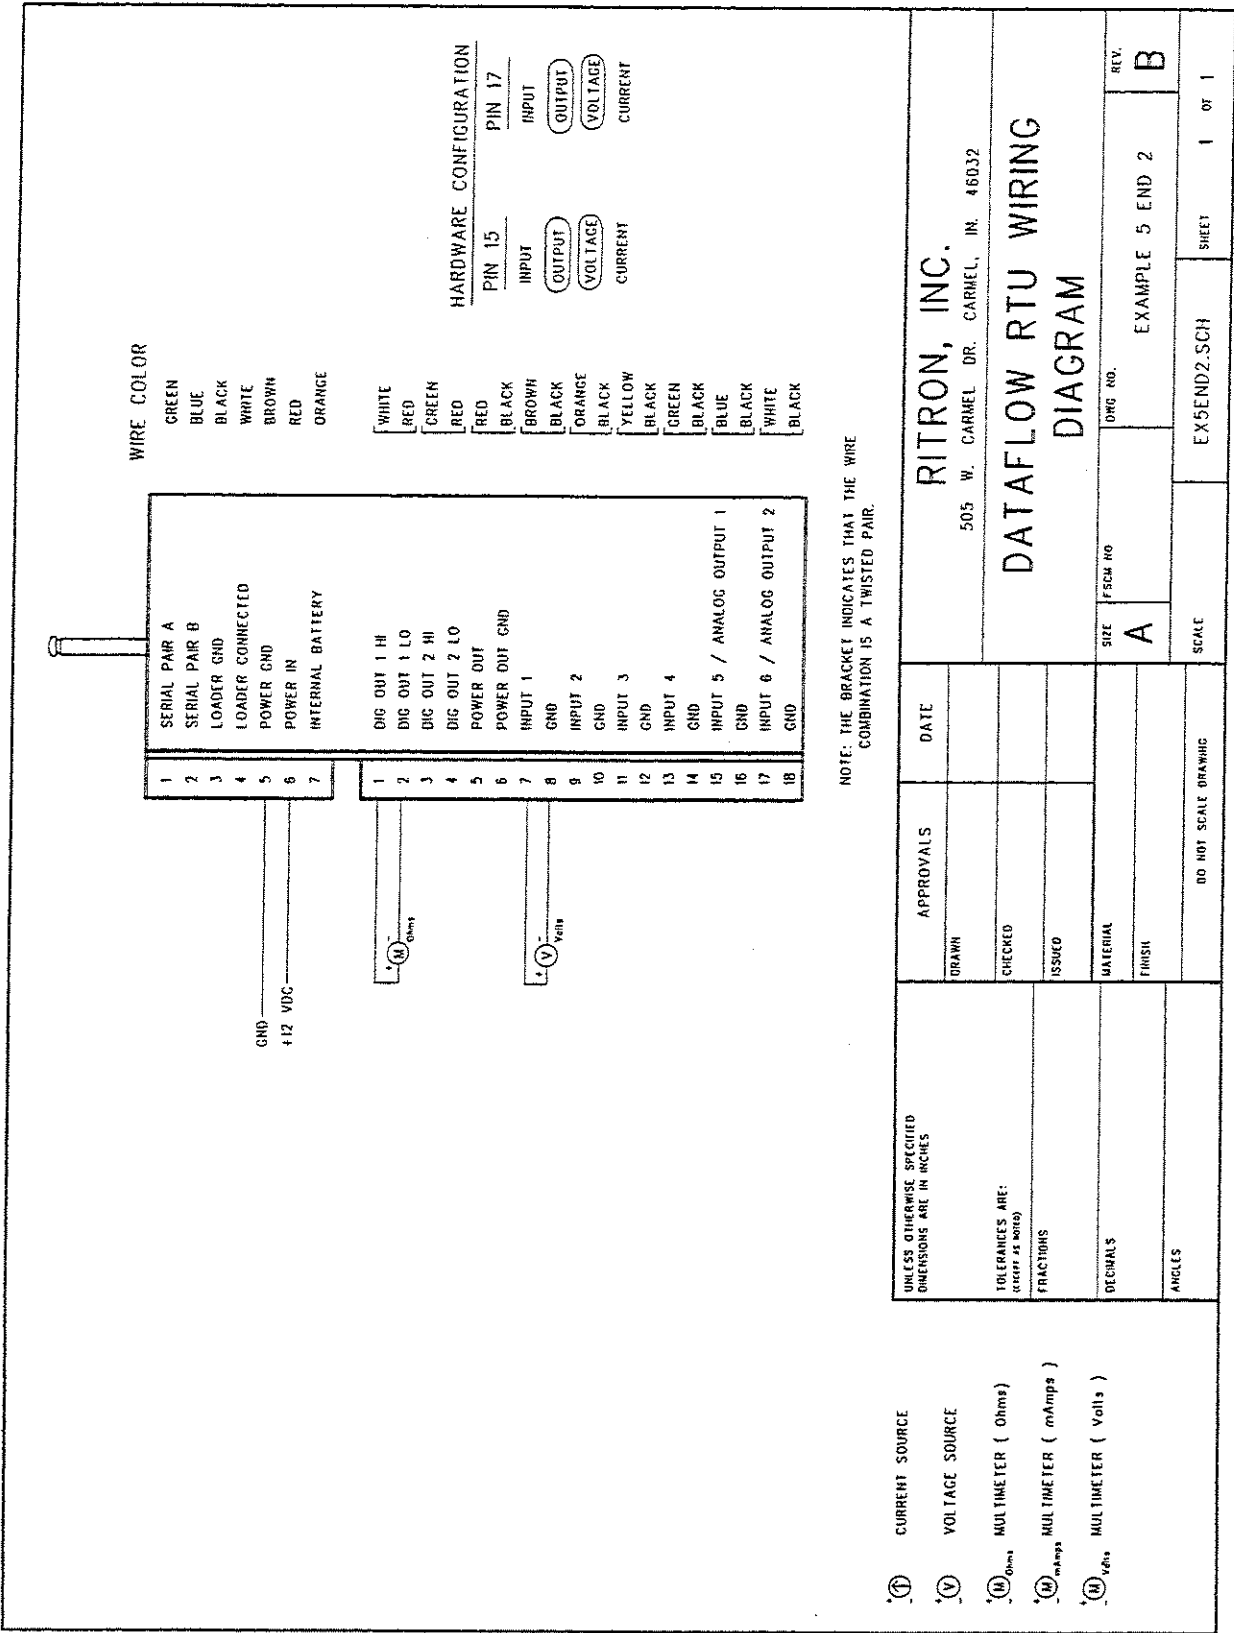 WIRE COLOR
1 SERIAL PAIR A GREEN
2 SERIAL PAIR B BLUE
3 LOADER GND BLACK
4 LOADER CONNECTED WHITE
GND 5 POWER GND BROWN
+12 VDC 6 POWER IN RED
7 INTERNAL BATTERY ORANGE
1 DIG OUT 1 HI WHITE
2 DIG OUT 1 LO RED
3 DIG OUT 2 HI GREEN
4 DIG OUT 2 LO RED
5 POWER OUT RED
6 POWER OUT GND BLACK
7 INPUT 1 BROWN
8 GND BLACK
9 INPUT 2 ORANGE
10 GND BLACK
11 INPUT 3 YELLOW
12 GND BLACK
13 INPUT 4 GREEN
14 GND BLACK
15 INPUT 5 / ANALOG OUTPUT 1 BLUE
16 GND BLACK
17 INPUT 6 / ANALOG OUTPUT 2 WHITE
18 GND BLACK
+ M - Ohms
+ V - Volts
HARDWARE CONFIGURATION
PIN 15 PIN 17
INPUT INPUT
OUTPUT OUTPUT
VOLTAGE VOLTAGE
CURRENT CURRENT
NOTE: THE BRACKET INDICATES THAT THE WIRE
COMBINATION IS A TWISTED PAIR.
+ - CURRENT SOURCE
+ V - VOLTAGE SOURCE
+ M - Ohms MULTIMETER ( Ohms)
+ M - mAmps MULTIMETER ( mAmps )
+ M - Volts MULTIMETER ( Volts )
UNLESS OTHERWISE SPECIFIED
DIMENSIONS ARE IN INCHES
TOLERANCES ARE:
(EXCEPT AS NOTED)
FRACTIONS
DECIMALS
ANGLES
APPROVALS DATE
DRAWN
CHECKED
ISSUED
MATERIAL
FINISH
DO NOT SCALE DRAWING
RITRON, INC.
505 W. CARMEL DR. CARMEL, IN. 46032
DATAFLOW RTU WIRING
DIAGRAM
SIZE FSCM NO DWG NO. REV.
A EXAMPLE 5 END 2 B
SCALE EX5END2.SCH SHEET 1 OF 1